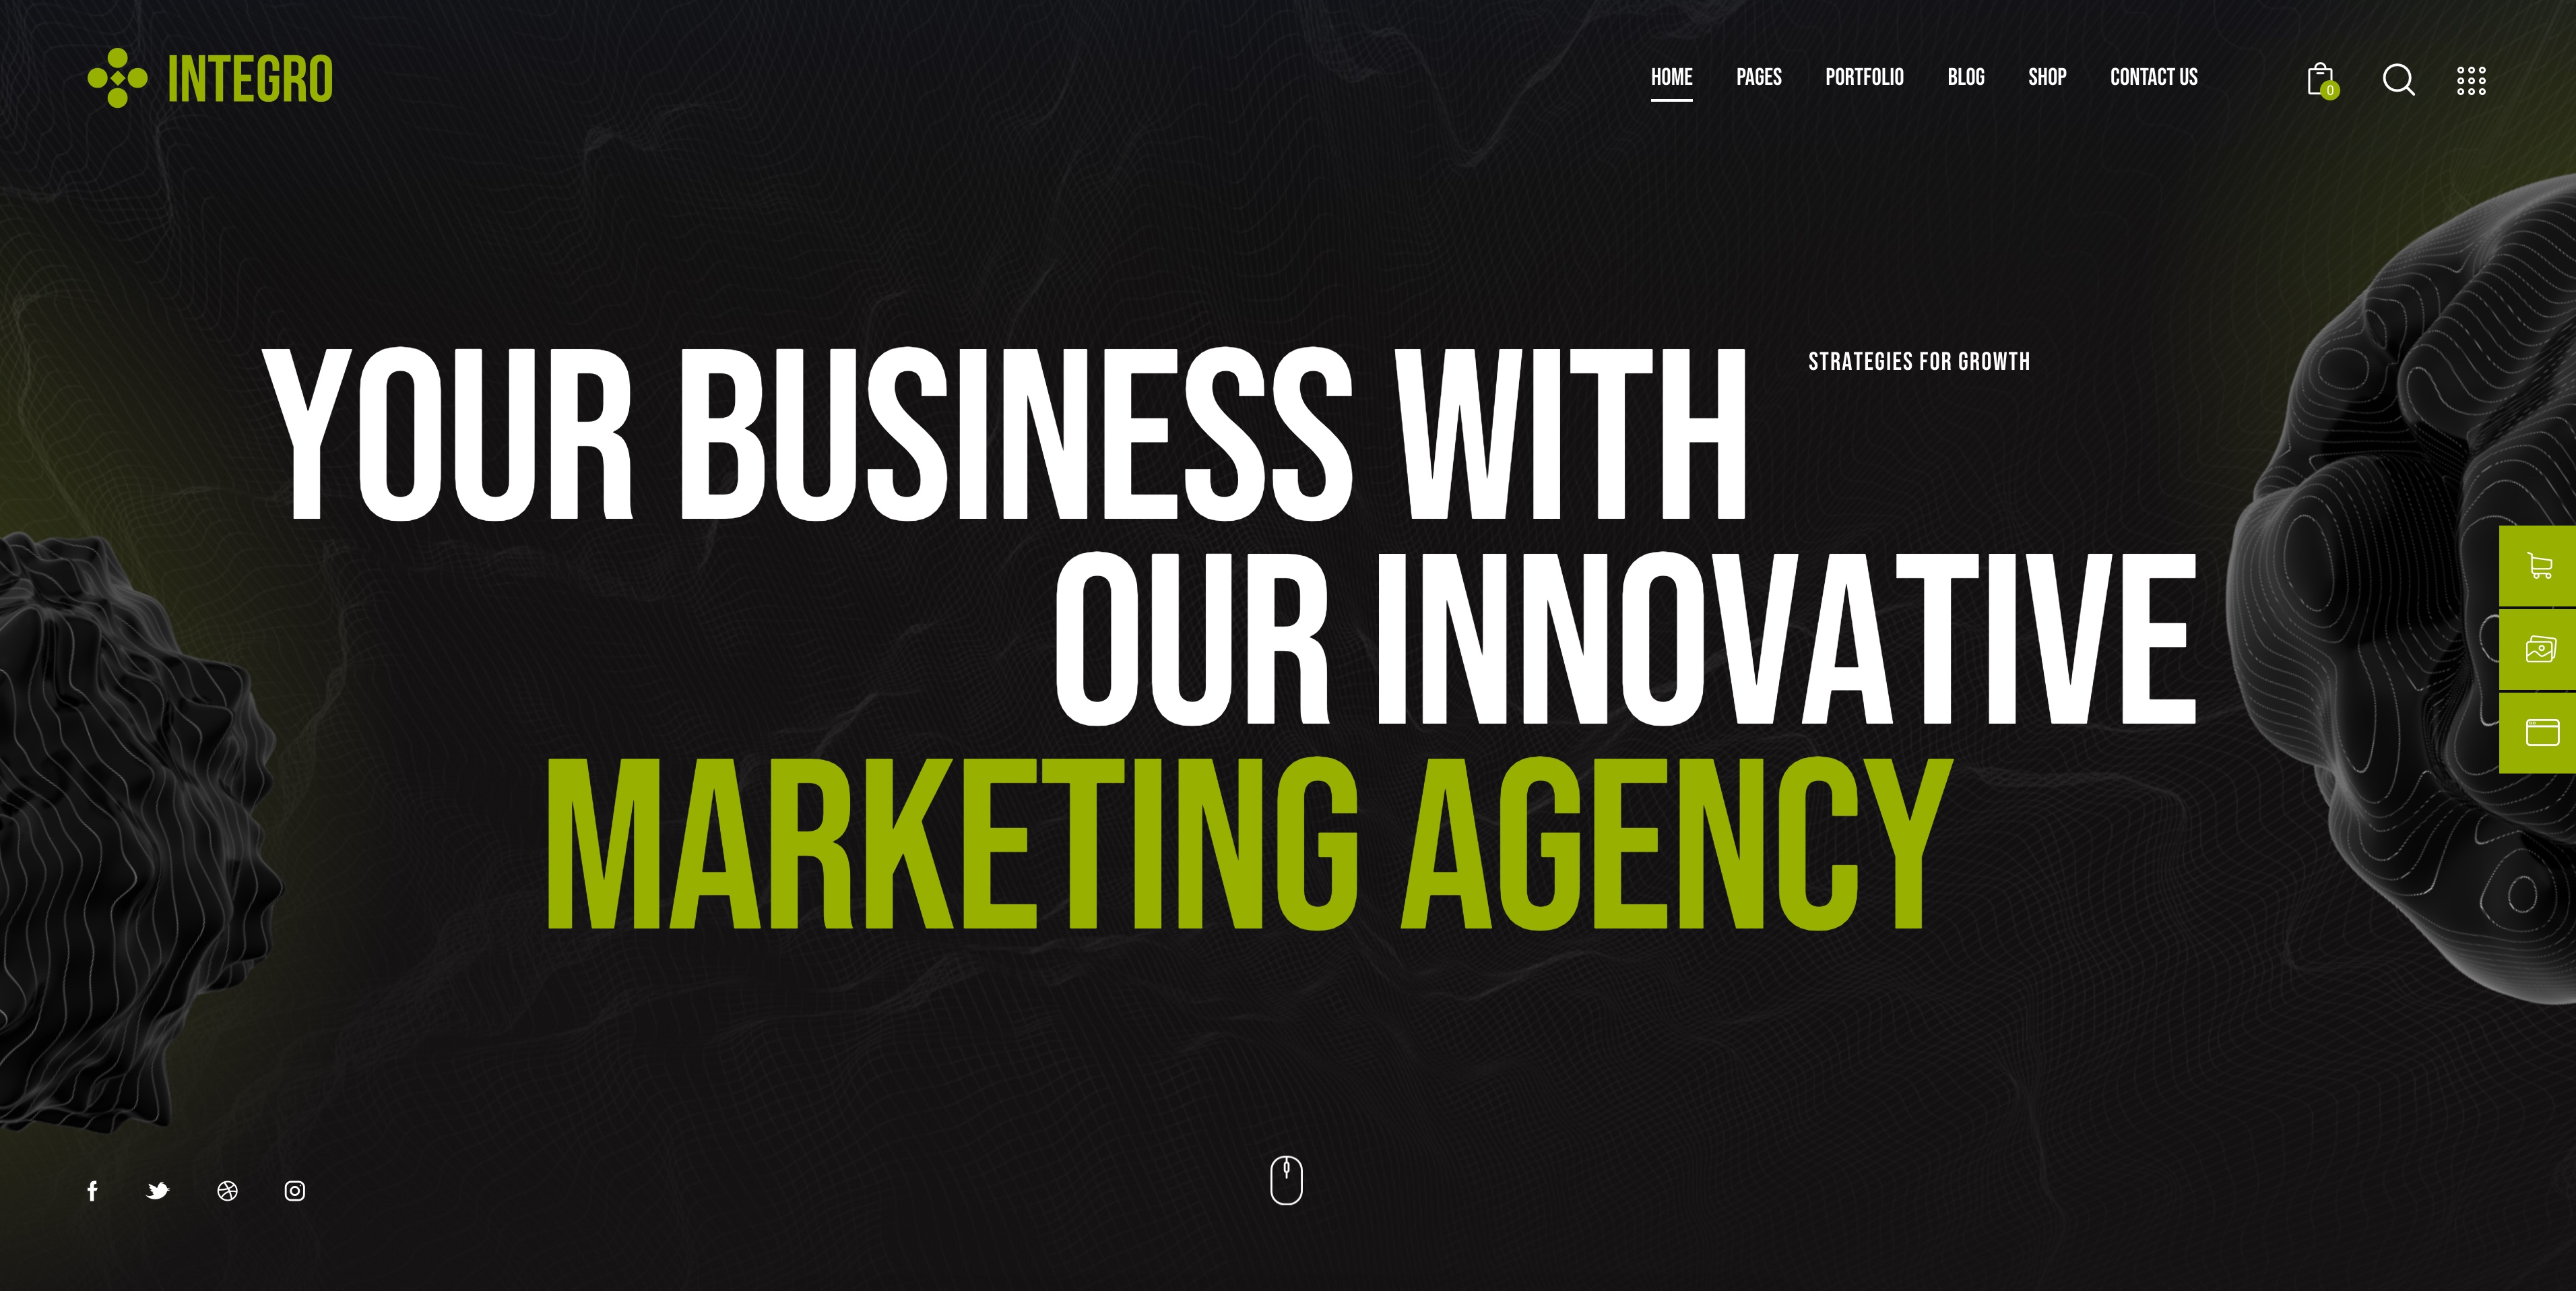 INTEGRO
HOME PAGES PORTFOLIO BLOG SHOP CONTACT US
0
YOUR BUSINESS WITH
STRATEGIES FOR GROWTH
OUR INNOVATIVE
MARKETING AGENCY